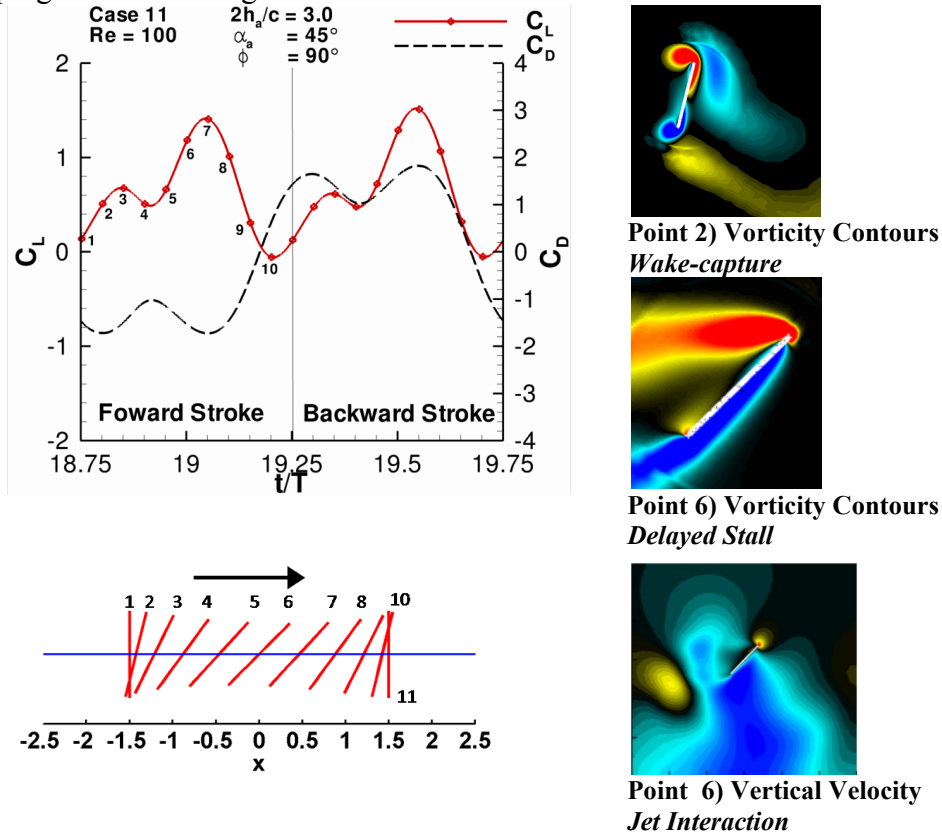 Case 11
2hₐ/c = 3.0
Re = 100
αₐ = 45°
ϕ = 90°
C_L
C_D
2
1
0
-1
-2
C_L
4
3
2
1
0
-1
-2
-3
-4
C_D
1
2
3
4
5
6
7
8
9
10
Foward Stroke
Backward Stroke
18.75
19
19.25
19.5
19.75
t/T
Point 2) Vorticity Contours
Wake-capture
Point 6) Vorticity Contours
Delayed Stall
1 2 3 4 5 6 7 8 10
11
-2.5 -2 -1.5 -1 -0.5 0 0.5 1 1.5 2 2.5
x
Point 6) Vertical Velocity
Jet Interaction